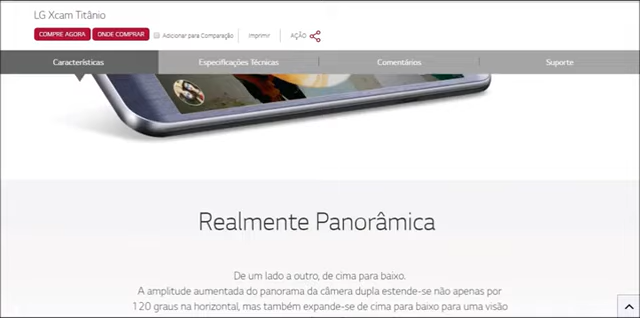 LG Xcam Titânio
COMPRE AGORA ONDE COMPRAR Adicionar para Comparação Imprimir AÇÃO
Características Especificações Técnicas Comentários Suporte
Realmente Panorâmica
De um lado a outro, de cima para baixo.
A amplitude aumentada do panorama da câmera dupla estende-se não apenas por
120 graus na horizontal, mas também expande-se de cima para baixo para uma visão